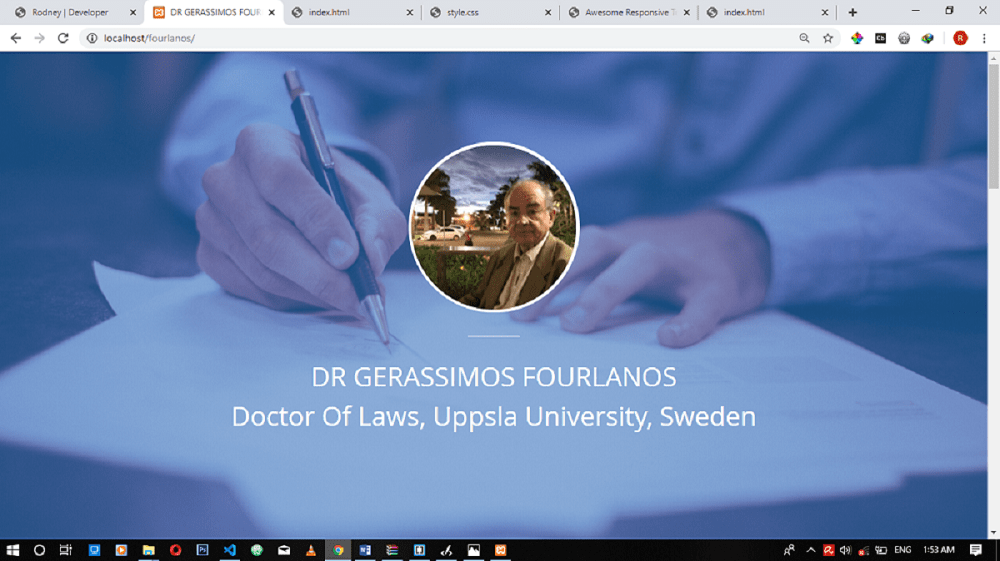 Rodney | Developer
DR GERASSIMOS FOUR
index.html
style.css
Awesome Responsive T
index.html
localhost/fourlanos/
DR GERASSIMOS FOURLANOS
Doctor Of Laws, Uppsla University, Sweden
ENG
1:53 AM